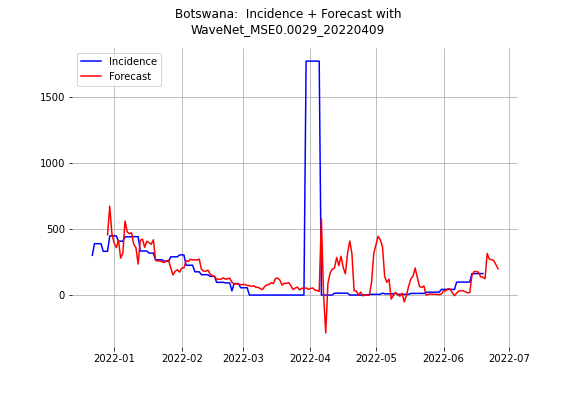 Botswana:  Incidence + Forecast with
WaveNet_MSE0.0029_20220409
Incidence
Forecast
1500
1000
500
0
2022-01
2022-02
2022-03
2022-04
2022-05
2022-06
2022-07